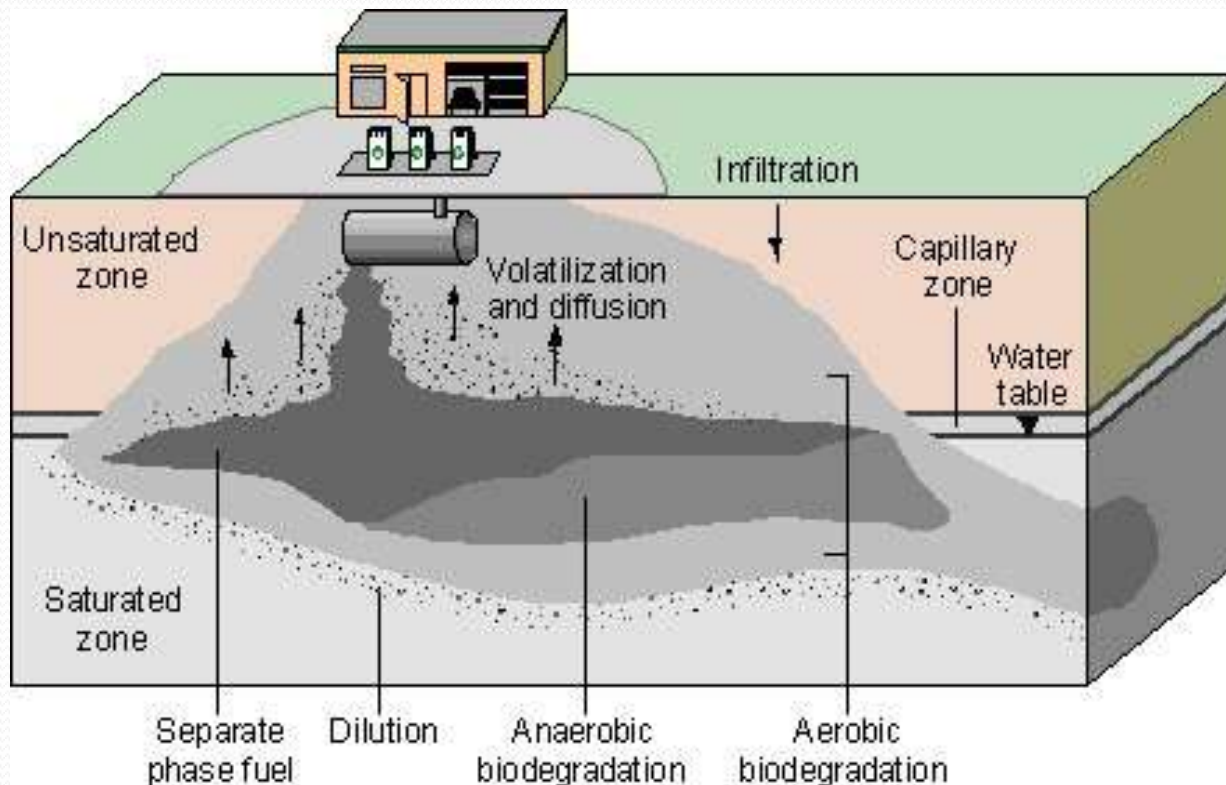 Infiltration
Unsaturated
zone
Capillary
zone
Volatilization
and diffusion
Water
table
Saturated
zone
Separate
phase fuel
Dilution
Anaerobic
biodegradation
Aerobic
biodegradation